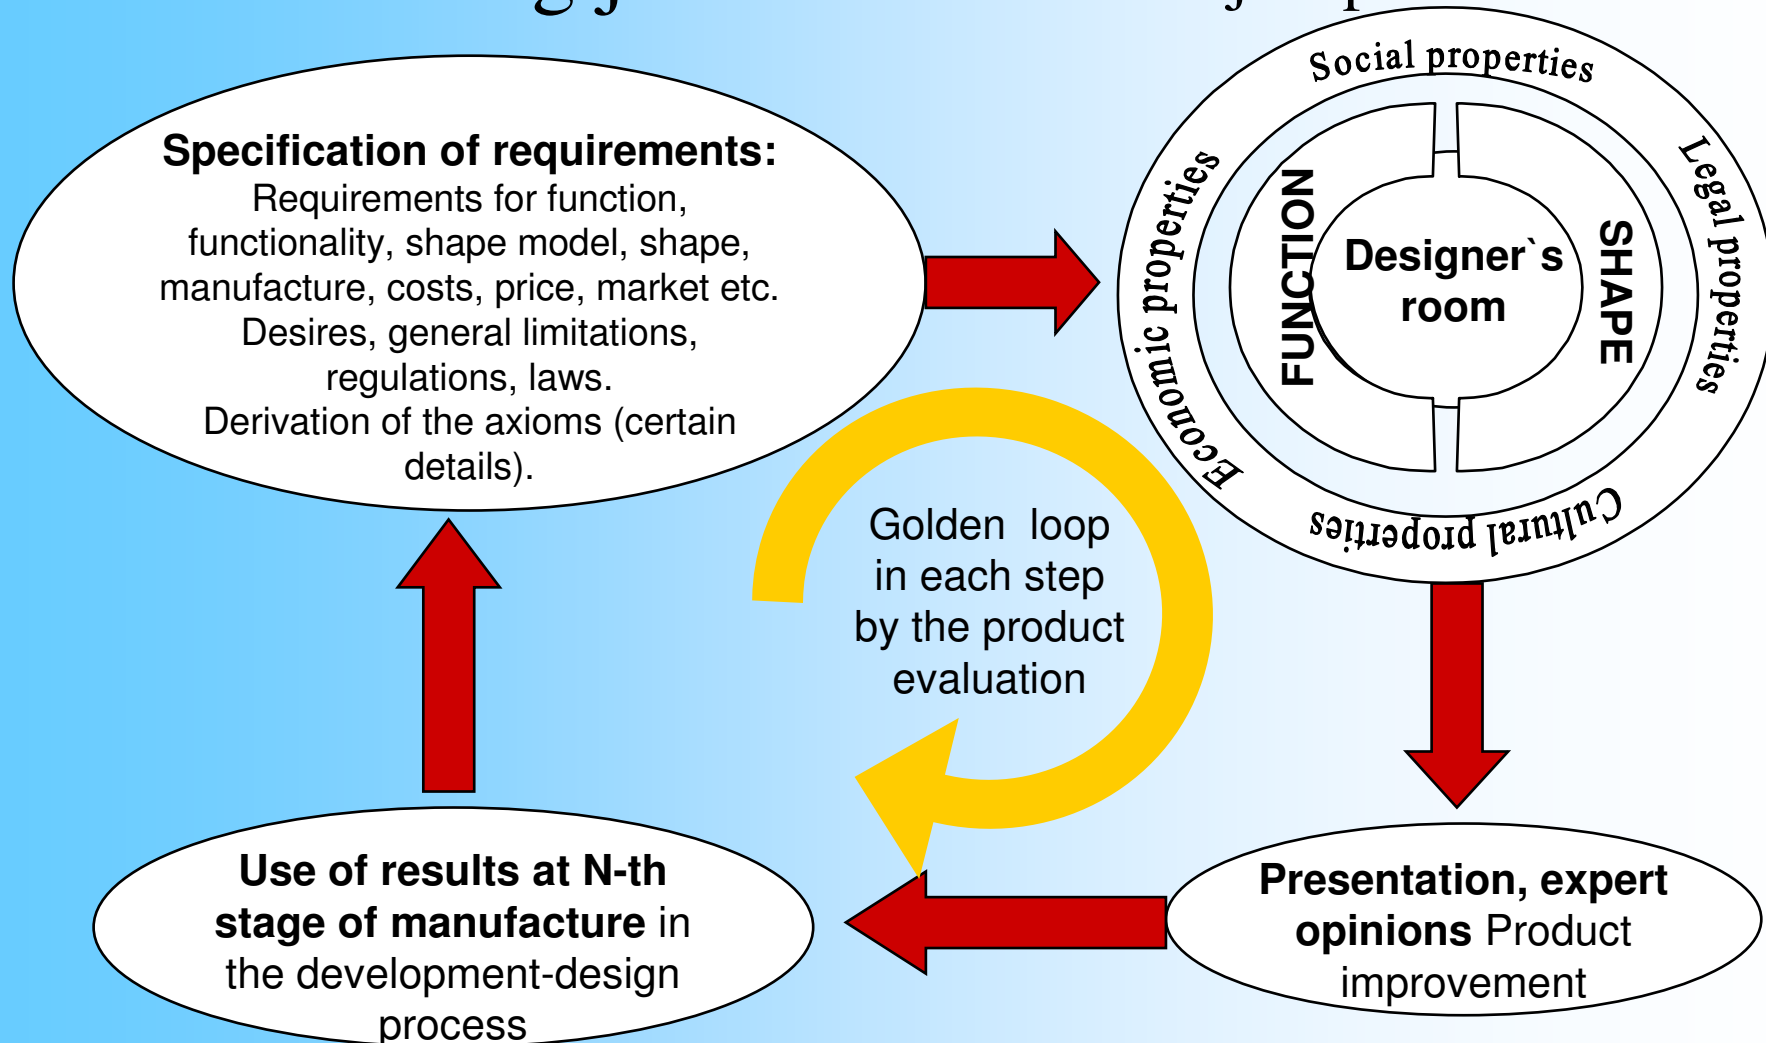 Specification of requirements:
Requirements for function,
functionality, shape model, shape,
manufacture, costs, price, market etc.
Desires, general limitations,
regulations, laws.
Derivation of the axioms (certain
details).
Social properties
Legal properties
Cultural properties
Economic properties
FUNCTION
SHAPE
Designer`s
room
Golden loop
in each step
by the product
evaluation
Use of results at N-th
stage of manufacture in
the development-design
process
Presentation, expert
opinions Product
improvement